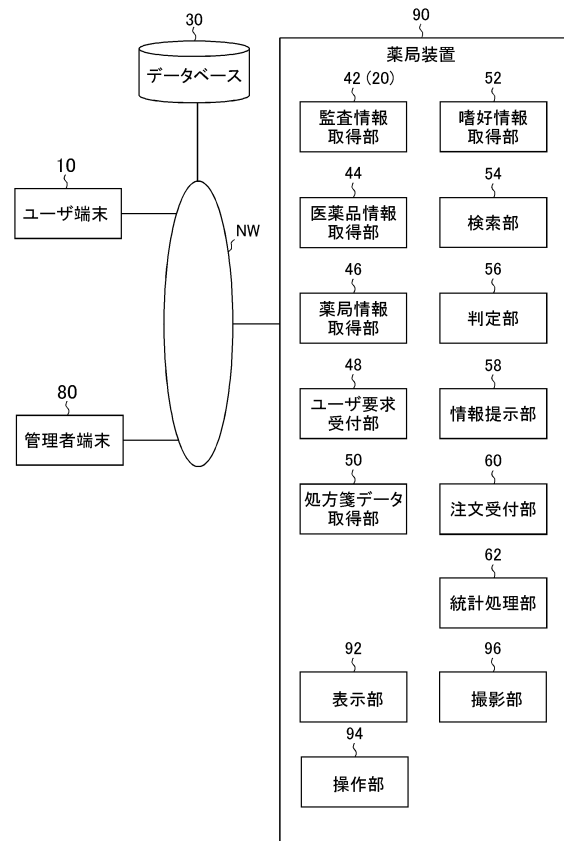 30
データベース
10
ユーザ端末
NW
80
管理者端末
90
薬局装置
42 (20)
監査情報
取得部
52
嗜好情報
取得部
44
医薬品情報
取得部
54
検索部
46
薬局情報
取得部
56
判定部
48
ユーザ要求
受付部
58
情報提示部
50
処方箋データ
取得部
60
注文受付部
62
統計処理部
92
表示部
96
撮影部
94
操作部